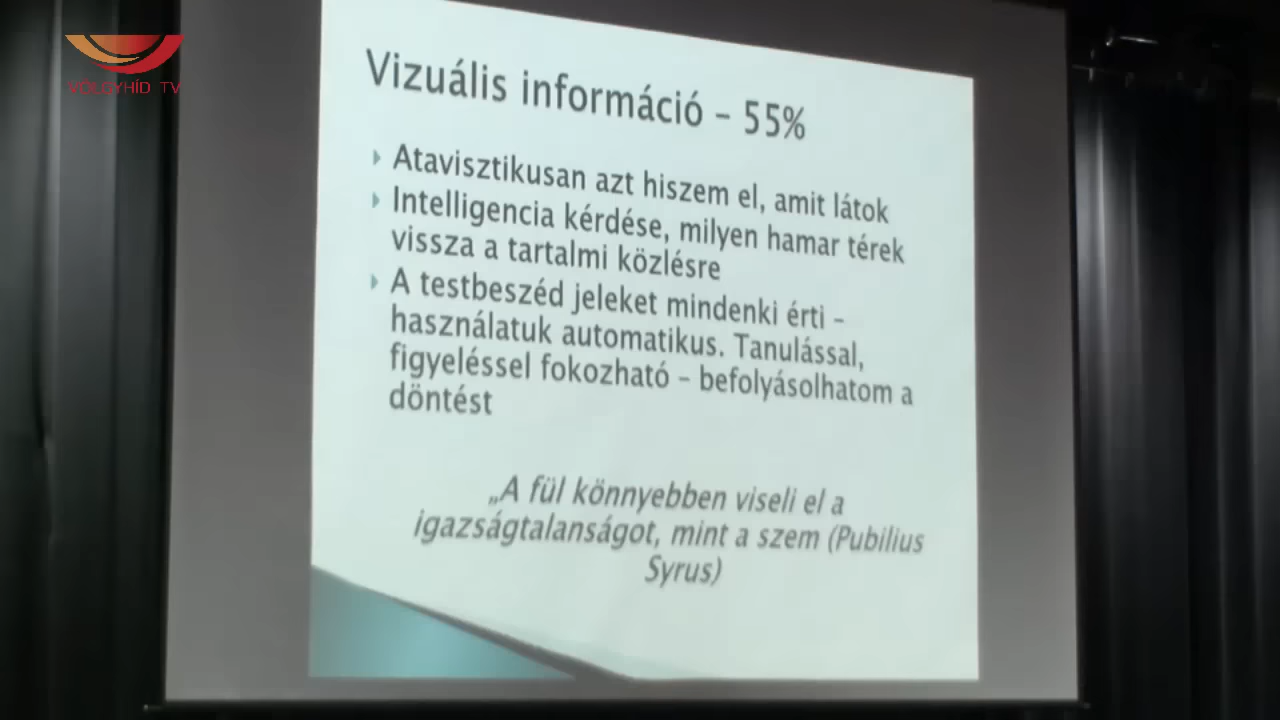 VÖLGYHÍD TV
Vizuális információ – 55%
Atavisztikusan azt hiszem el, amit látok
Intelligencia kérdése, milyen hamar térek
vissza a tartalmi közlésre
A testbeszéd jeleket mindenki érti –
használatuk automatikus. Tanulással,
figyeléssel fokozható – befolyásolhatom a
döntést
„A fül könnyebben viseli el a
igazságtalanságot, mint a szem (Pubilius
Syrus)